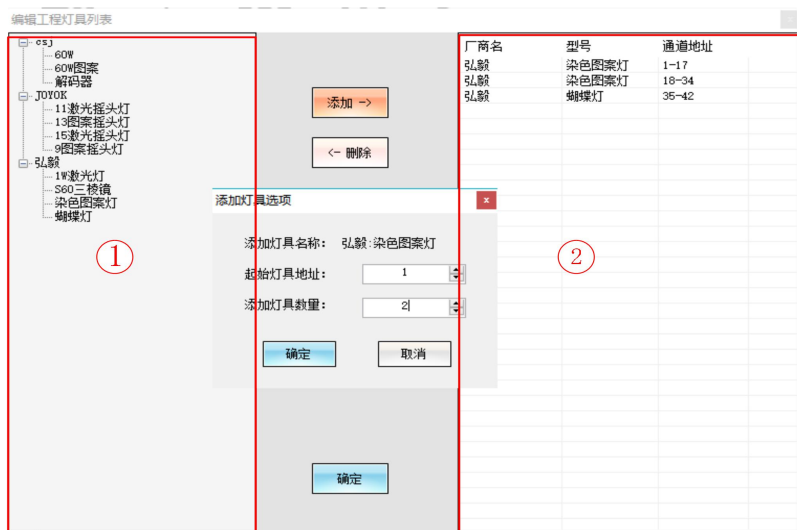 编辑工程灯具列表
csj
60W
60W图案
解码器
JOYOK
11激光摇头灯
13图案摇头灯
15激光摇头灯
9图案摇头灯
弘毅
1W激光灯
S60三棱镜
染色图案灯
蝴蝶灯
①
添加 ->
<- 删除
添加灯具选项
x
添加灯具名称： 弘毅:染色图案灯
起始灯具地址： 1
添加灯具数量： 2
确定 取消
确定
厂商名 型号 通道地址
弘毅 染色图案灯 1-17
弘毅 染色图案灯 18-34
弘毅 蝴蝶灯 35-42
②